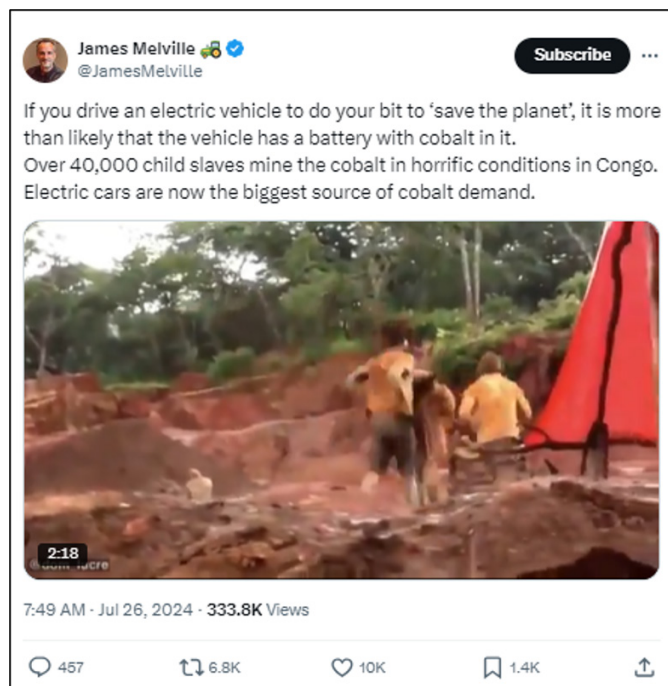 James Melville
Subscribe
@JamesMelville
If you drive an electric vehicle to do your bit to ‘save the planet’, it is more
than likely that the vehicle has a battery with cobalt in it.
Over 40,000 child slaves mine the cobalt in horrific conditions in Congo.
Electric cars are now the biggest source of cobalt demand.
2:18
7:49 AM · Jul 26, 2024 · 333.8K Views
457 6.8K 10K 1.4K